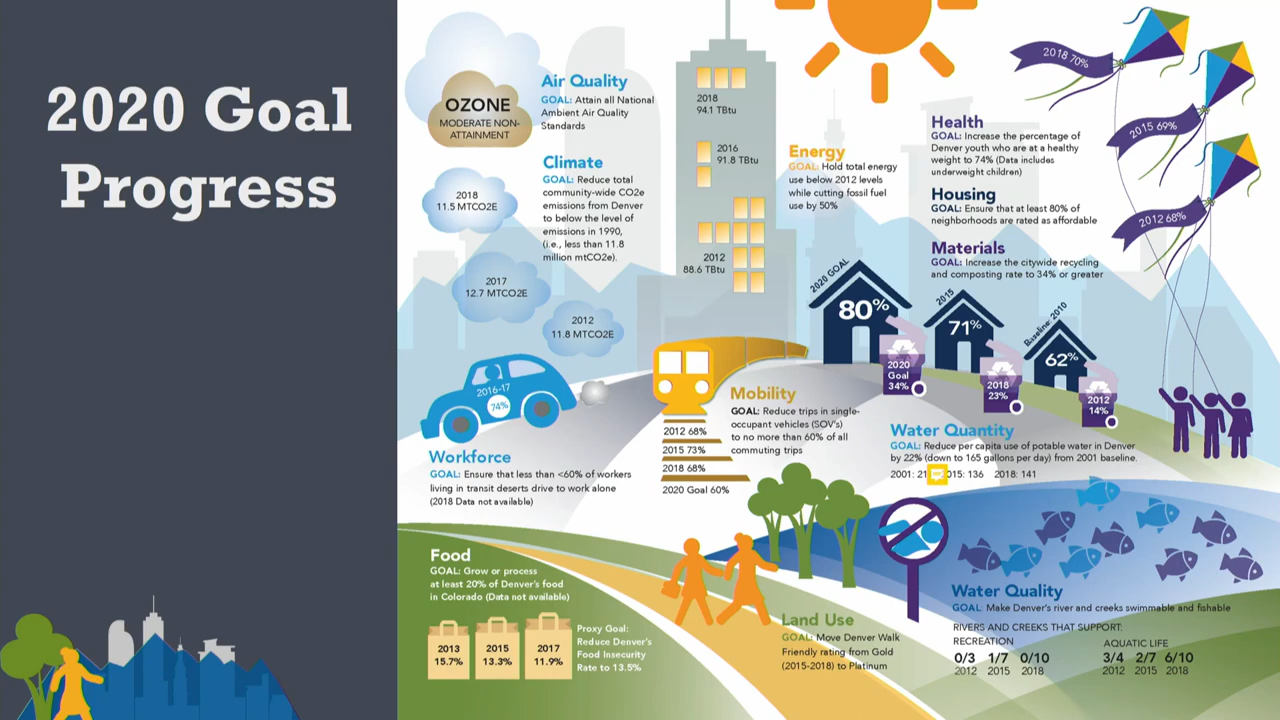 2020 Goal
Progress
OZONE
MODERATE NON-
ATTAINMENT
Air Quality
GOAL: Attain all National
Ambient Air Quality
Standards
Climate
GOAL: Reduce total
community-wide CO2e
emissions from Denver
to below the level of
emissions in 1990,
(i.e., less than 11.8
million mtCO2e).
2018
11.5 MTCO2E
2017
12.7 MTCO2E
2012
11.8 MTCO2E
2018
94.1 TBtu
2016
91.8 TBtu
2012
88.6 TBtu
Energy
GOAL: Hold total energy
use below 2012 levels
while cutting fossil fuel
use by 50%
Health
GOAL: Increase the percentage of
Denver youth who are at a healthy
weight to 74% (Data includes
underweight children)
2018 70%
2015 69%
2012 68%
Housing
GOAL: Ensure that at least 80% of
neighborhoods are rated as affordable
Materials
GOAL: Increase the citywide recycling
and composting rate to 34% or greater
2020 GOAL
80%
2015
71%
Baseline: 2010
62%
2020
Goal
34%
2018
23%
2012
14%
2016-17
74%
Workforce
GOAL: Ensure that less than <60% of workers
living in transit deserts drive to work alone
(2018 Data not available)
Mobility
GOAL: Reduce trips in single-
occupant vehicles (SOV's)
to no more than 60% of all
commuting trips
2012 68%
2015 73%
2018 68%
2020 Goal 60%
Water Quantity
GOAL: Reduce per capita use of potable water in Denver
by 22% (down to 165 gallons per day) from 2001 baseline.
2001: 21 015: 136 2018: 141
Food
GOAL: Grow or process
at least 20% of Denver's food
in Colorado (Data not available)
2013
15.7%
2015
13.3%
2017
11.9%
Proxy Goal:
Reduce Denver's
Food Insecurity
Rate to 13.5%
Land Use
GOAL: Move Denver Walk
Friendly rating from Gold
(2015-2018) to Platinum
Water Quality
GOAL: Make Denver's river and creeks swimmable and fishable
RIVERS AND CREEKS THAT SUPPORT:
RECREATION
0/3 1/7 0/10
2012 2015 2018
AQUATIC LIFE
3/4 2/7 6/10
2012 2015 2018